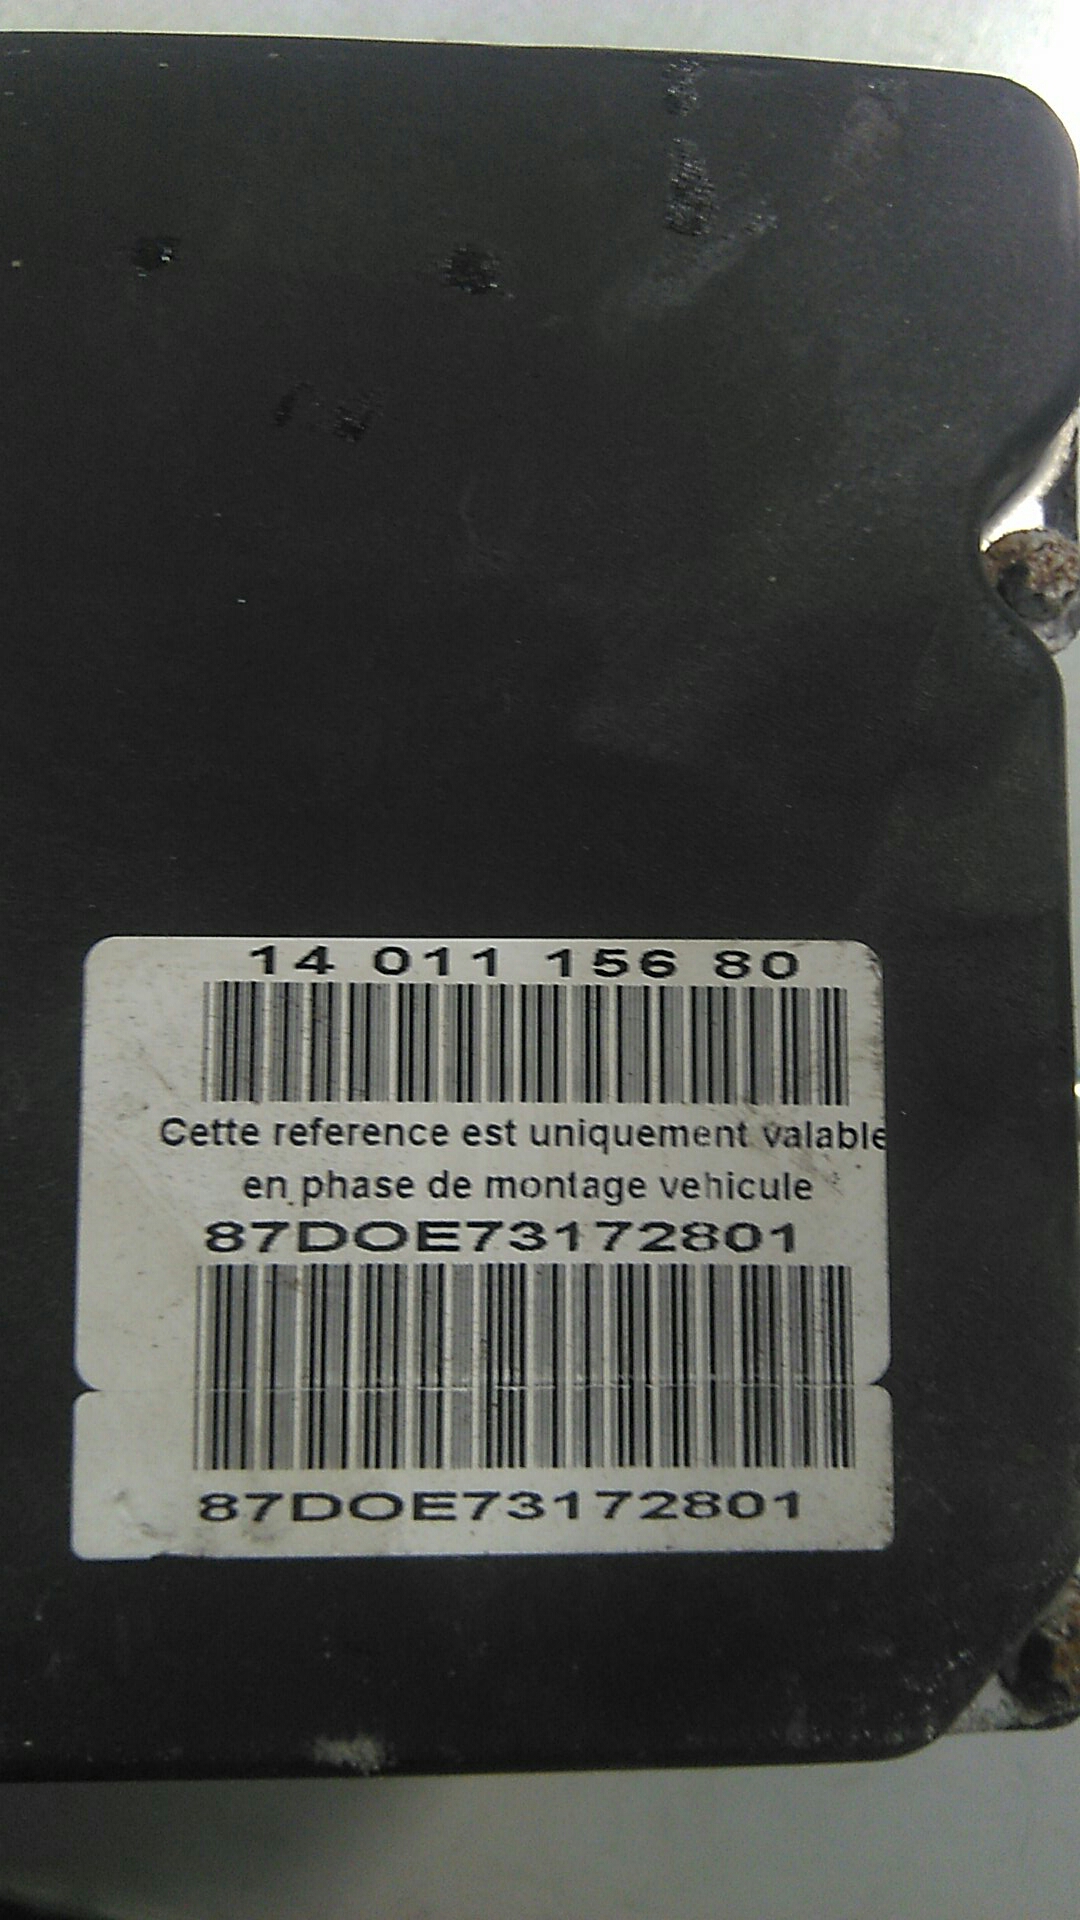 14 011 156 80
Cette reference est uniquement valable
en phase de montage vehicule
87DOE73172801
87DOE73172801